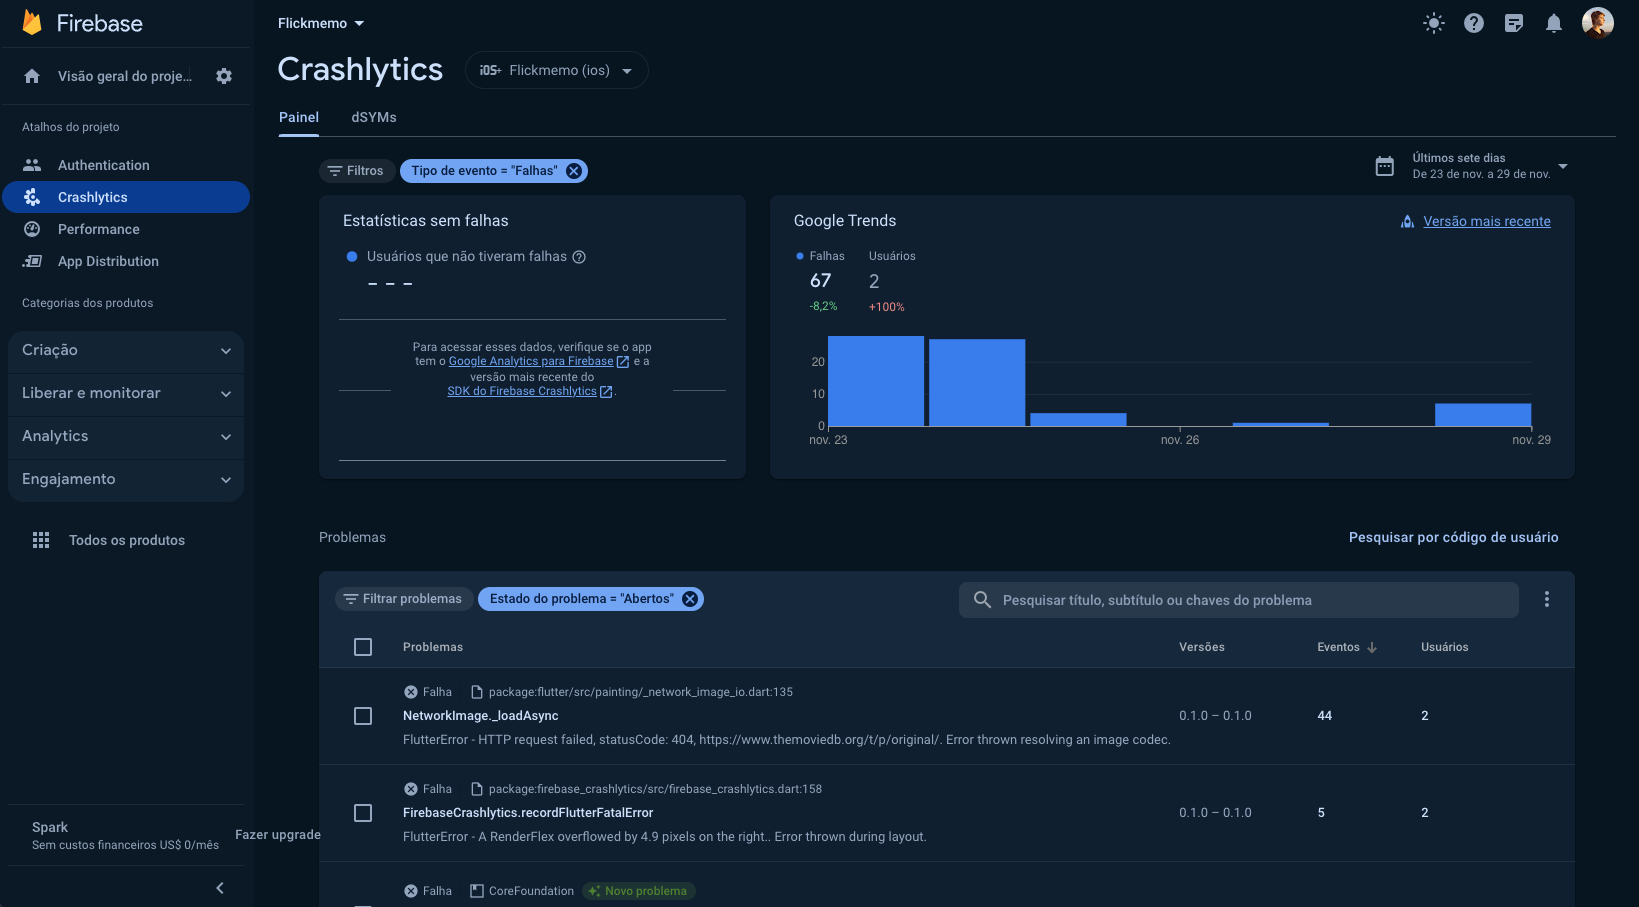 Firebase
Visão geral do proje...
Atalhos do projeto
Authentication
Crashlytics
Performance
App Distribution
Categorias dos produtos
Criação
Liberar e monitorar
Analytics
Engajamento
Todos os produtos
Spark
Sem custos financeiros US$ 0/mês
Fazer upgrade
Flickmemo
Crashlytics
iOS+ Flickmemo (ios)
Painel dSYMs
Filtros Tipo de evento = "Falhas"
Últimos sete dias
De 23 de nov. a 29 de nov.
Estatísticas sem falhas
Usuários que não tiveram falhas
- - -
Para acessar esses dados, verifique se o app
tem o Google Analytics para Firebase e a
versão mais recente do
SDK do Firebase Crashlytics .
Google Trends
Versão mais recente
Falhas Usuários
67 2
-8,2% +100%
20
10
0
nov. 23 nov. 26 nov. 29
Problemas
Pesquisar por código de usuário
Filtrar problemas Estado do problema = "Abertos"
Pesquisar título, subtítulo ou chaves do problema
Problemas Versões Eventos Usuários
Falha package:flutter/src/painting/_network_image_io.dart:135
NetworkImage._loadAsync 0.1.0 – 0.1.0 44 2
FlutterError - HTTP request failed, statusCode: 404, https://www.themoviedb.org/t/p/original/. Error thrown resolving an image codec.
Falha package:firebase_crashlytics/src/firebase_crashlytics.dart:158
FirebaseCrashlytics.recordFlutterFatalError 0.1.0 – 0.1.0 5 2
FlutterError - A RenderFlex overflowed by 4.9 pixels on the right.. Error thrown during layout.
Falha CoreFoundation Novo problema